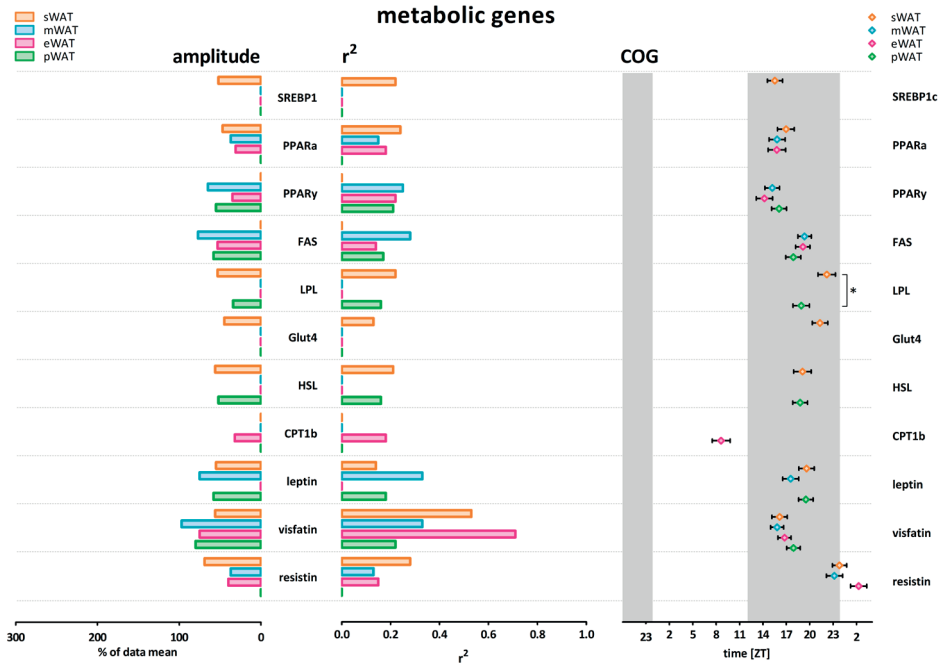 metabolic genes
sWAT
mWAT
eWAT
pWAT
sWAT
mWAT
eWAT
pWAT
amplitude
r²
COG
SREBP1
SREBP1c
PPARa
PPARa
PPARy
PPARy
FAS
FAS
LPL
*
LPL
Glut4
Glut4
HSL
HSL
CPT1b
CPT1b
leptin
leptin
visfatin
visfatin
resistin
resistin
300 200 100 0
0.0 0.2 0.4 0.6 0.8 1.0
23 2 5 8 11 14 17 20 23 2
% of data mean
r²
time [ZT]